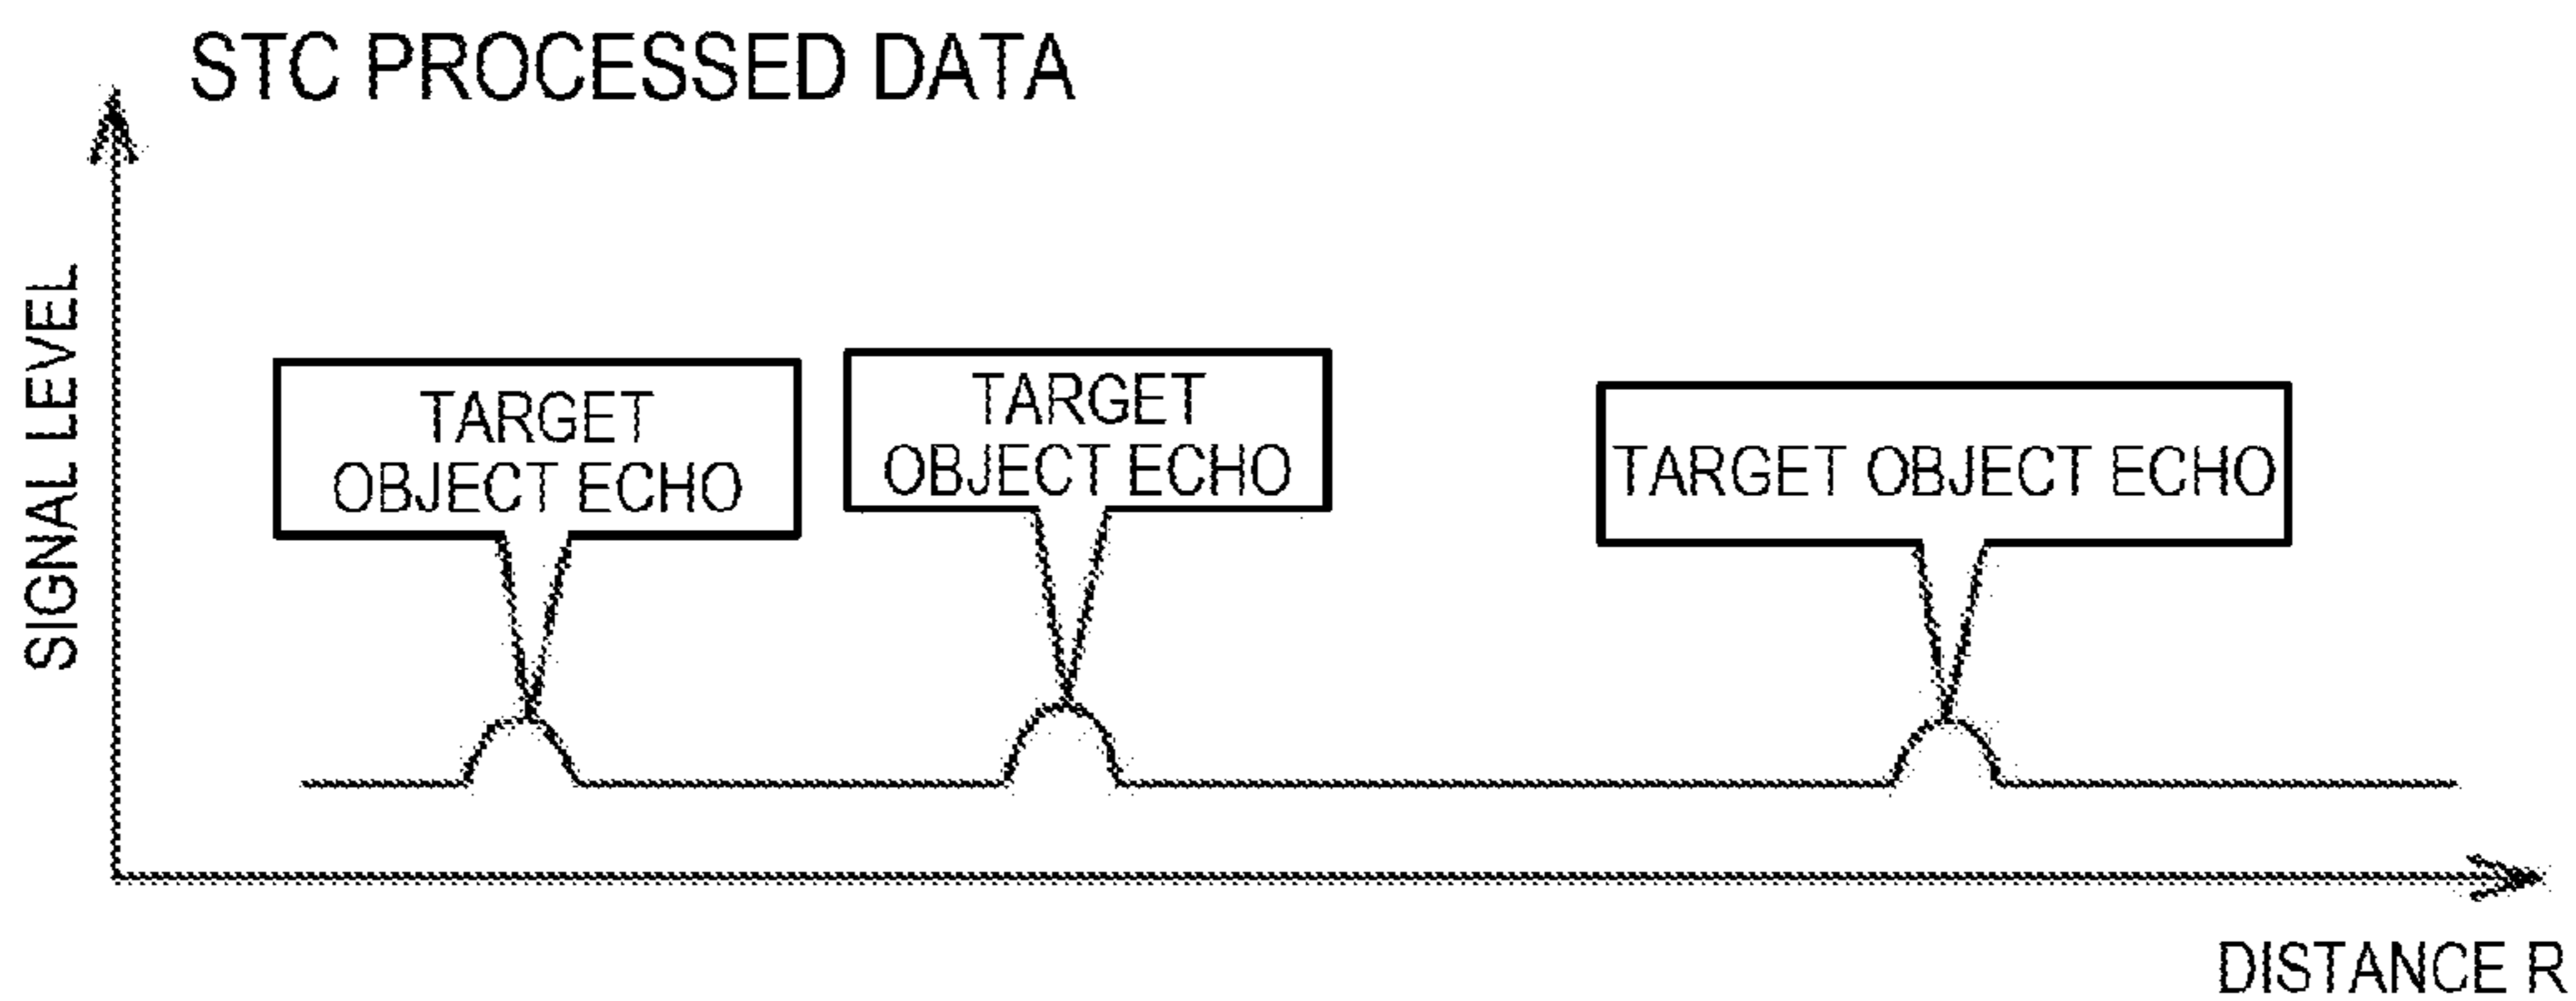 STC PROCESSED DATA
SIGNAL LEVEL
TARGET
OBJECT ECHO
TARGET
OBJECT ECHO
TARGET OBJECT ECHO
DISTANCE R